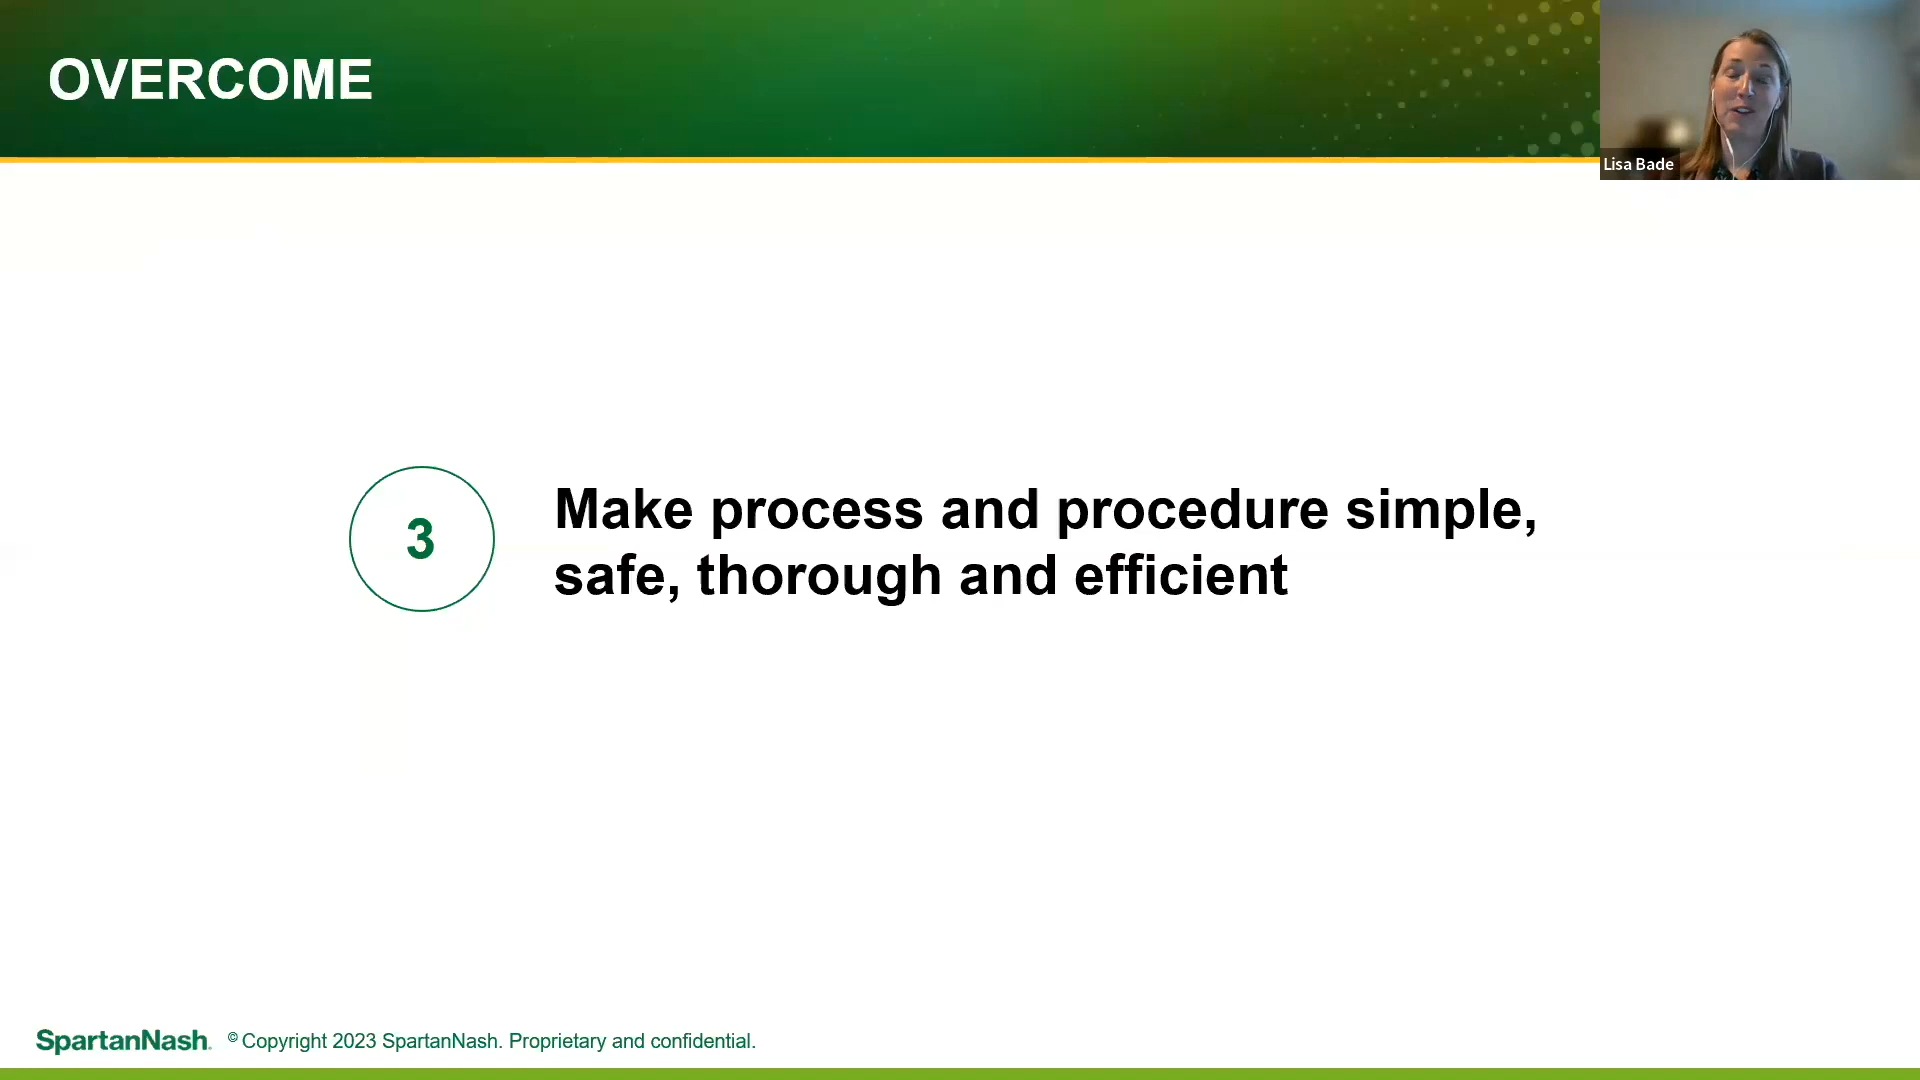 OVERCOME
Lisa Bade
3
Make process and procedure simple,
safe, thorough and efficient
SpartanNash. © Copyright 2023 SpartanNash. Proprietary and confidential.